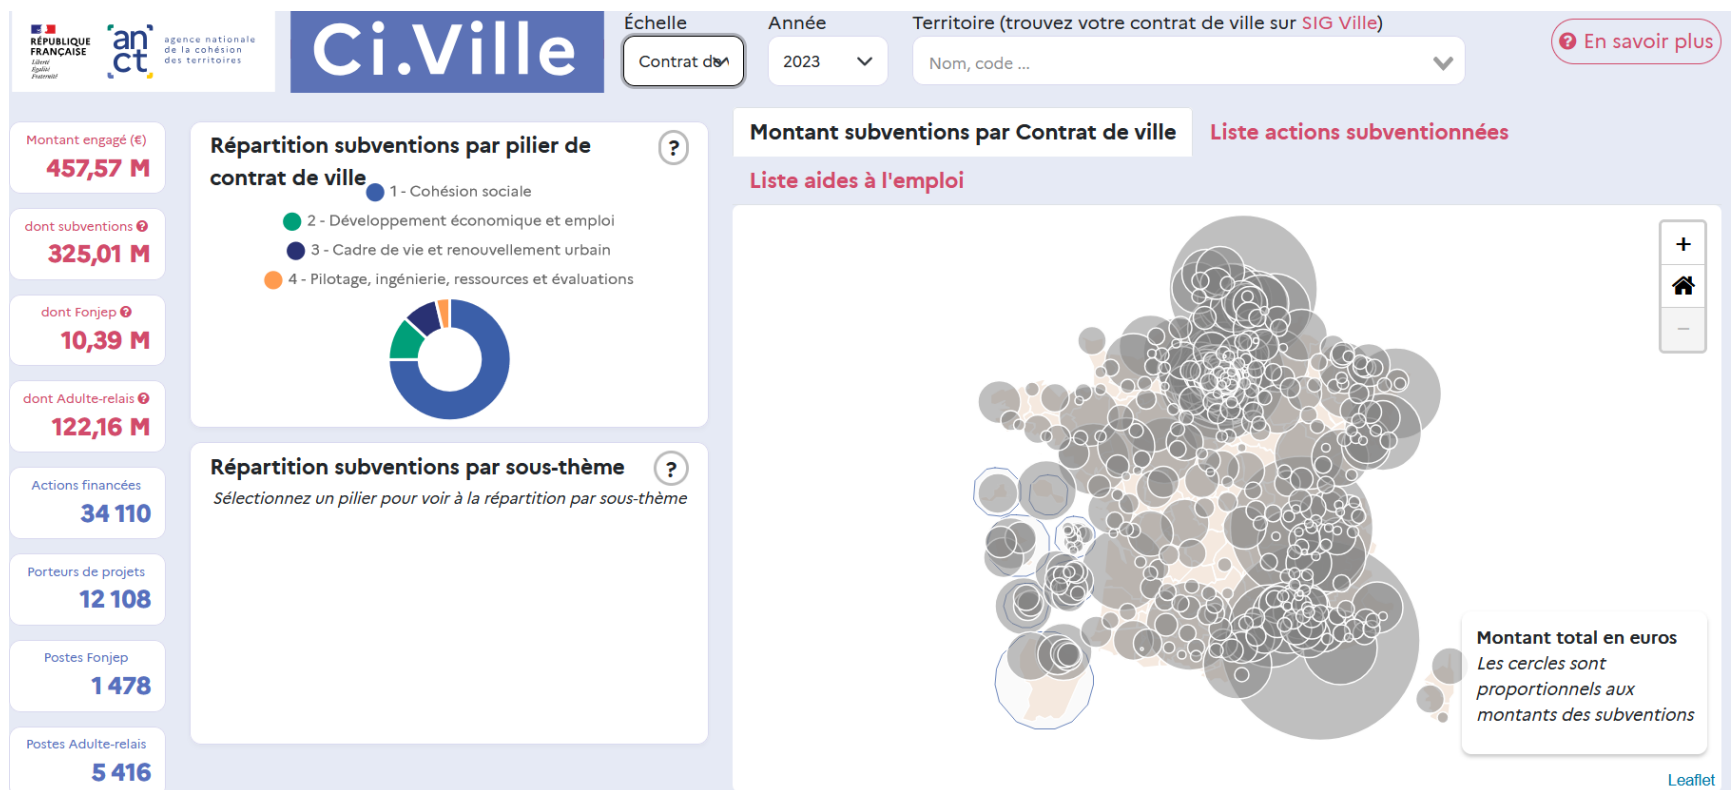 RÉPUBLIQUE
FRANÇAISE
Liberté
Égalité
Fraternité
anct
agence nationale
de la cohésion
des territoires
Ci.Ville
Échelle
Contrat de
Année
2023
Territoire (trouvez votre contrat de ville sur SIG Ville)
Nom, code ...
? En savoir plus
Montant engagé (€)
457,57 M
dont subventions ?
325,01 M
dont Fonjep ?
10,39 M
dont Adulte-relais ?
122,16 M
Actions financées
34 110
Porteurs de projets
12 108
Postes Fonjep
1 478
Postes Adulte-relais
5 416
Répartition subventions par pilier de
contrat de ville
?
1 - Cohésion sociale
2 - Développement économique et emploi
3 - Cadre de vie et renouvellement urbain
4 - Pilotage, ingénierie, ressources et évaluations
Répartition subventions par sous-thème
?
Sélectionnez un pilier pour voir à la répartition par sous-thème
Montant subventions par Contrat de ville
Liste actions subventionnées
Liste aides à l'emploi
+
−
Montant total en euros
Les cercles sont
proportionnels aux
montants des subventions
Leaflet